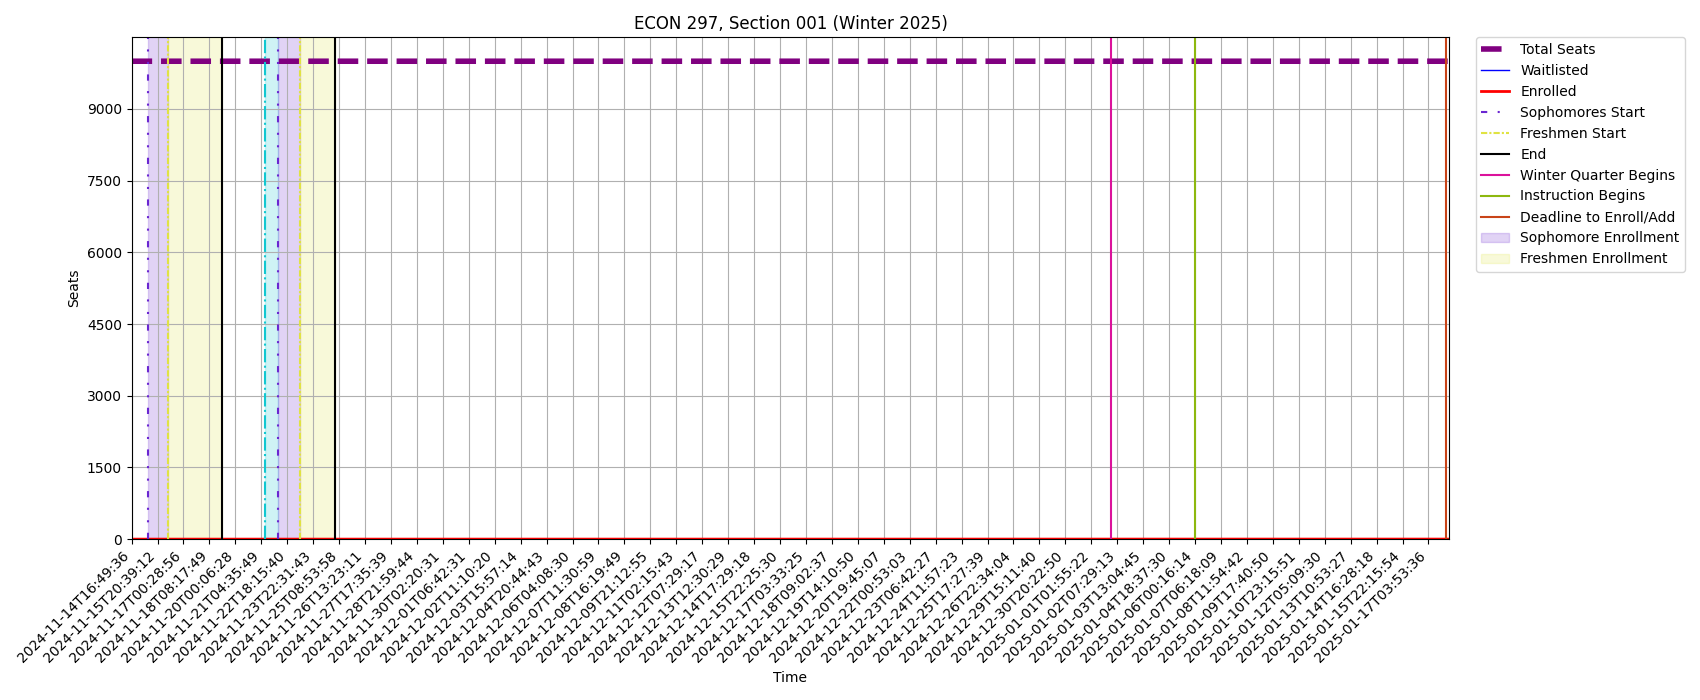 ECON 297, Section 001 (Winter 2025)
Total Seats
Waitlisted
Enrolled
Sophomores Start
Freshmen Start
End
Winter Quarter Begins
Instruction Begins
Deadline to Enroll/Add
Sophomore Enrollment
Freshmen Enrollment
Seats
9000
7500
6000
4500
3000
1500
0
2024-11-14T16:49:36
2024-11-15T20:39:12
2024-11-17T00:28:56
2024-11-18T08:17:49
2024-11-20T00:06:28
2024-11-21T04:35:49
2024-11-22T18:15:40
2024-11-23T22:31:43
2024-11-25T08:53:58
2024-11-26T13:23:11
2024-11-27T17:35:39
2024-11-28T21:59:44
2024-11-30T02:20:31
2024-12-01T06:42:31
2024-12-02T11:10:20
2024-12-03T15:57:14
2024-12-04T20:44:43
2024-12-06T04:08:30
2024-12-07T11:30:59
2024-12-08T16:19:49
2024-12-09T21:12:55
2024-12-11T02:15:43
2024-12-12T07:29:17
2024-12-13T12:30:29
2024-12-14T17:29:18
2024-12-15T22:25:30
2024-12-17T03:33:25
2024-12-18T09:02:37
2024-12-19T14:10:50
2024-12-20T19:45:07
2024-12-22T00:53:03
2024-12-23T06:42:27
2024-12-24T11:57:23
2024-12-25T17:27:39
2024-12-26T22:34:04
2024-12-29T15:11:40
2024-12-30T20:22:50
2025-01-01T01:55:22
2025-01-02T07:29:13
2025-01-03T13:04:45
2025-01-04T18:37:30
2025-01-06T00:16:14
2025-01-07T06:18:09
2025-01-08T11:54:42
2025-01-09T17:40:50
2025-01-10T23:15:51
2025-01-12T05:09:30
2025-01-13T10:53:27
2025-01-14T16:28:18
2025-01-15T22:15:54
2025-01-17T03:53:36
Time